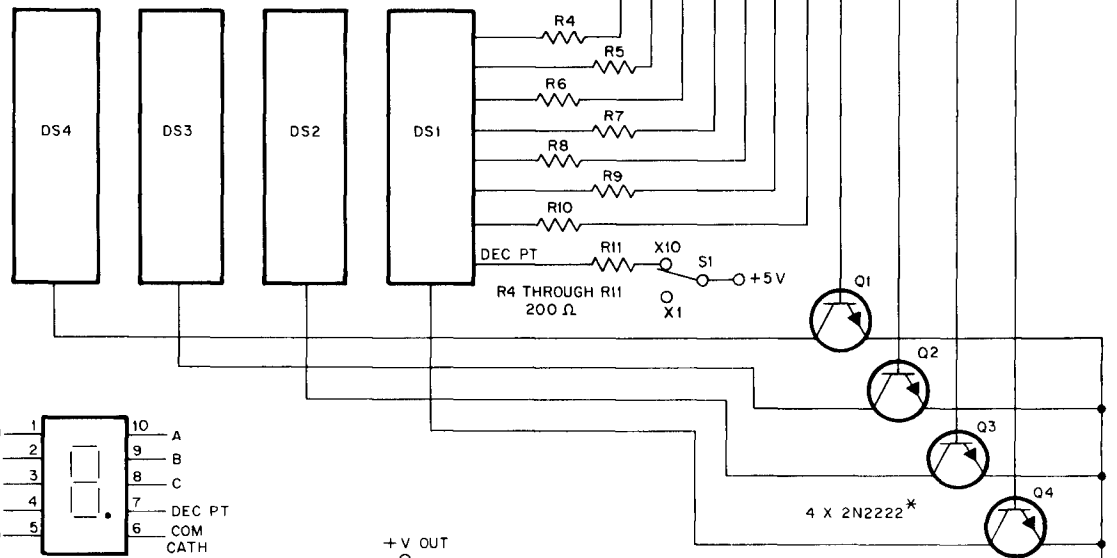 R4
R5
R6
R7
R8
R9
R10
DS4
DS3
DS2
DS1
DEC PT
R11
X10
S1
+5V
X1
R4 THROUGH R11
200 Ω
Q1
Q2
Q3
Q4
4 X 2N2222*
1
2
3
4
5
10
9
8
7
6
A
B
C
DEC PT
COM
CATH
+V OUT